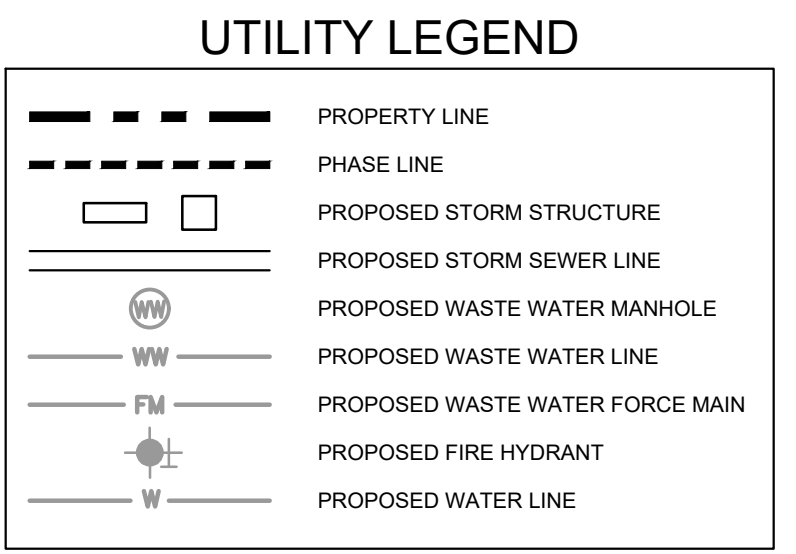 UTILITY LEGEND
PROPERTY LINE
PHASE LINE
PROPOSED STORM STRUCTURE
PROPOSED STORM SEWER LINE
WW PROPOSED WASTE WATER MANHOLE
WW PROPOSED WASTE WATER LINE
FM PROPOSED WASTE WATER FORCE MAIN
PROPOSED FIRE HYDRANT
W PROPOSED WATER LINE